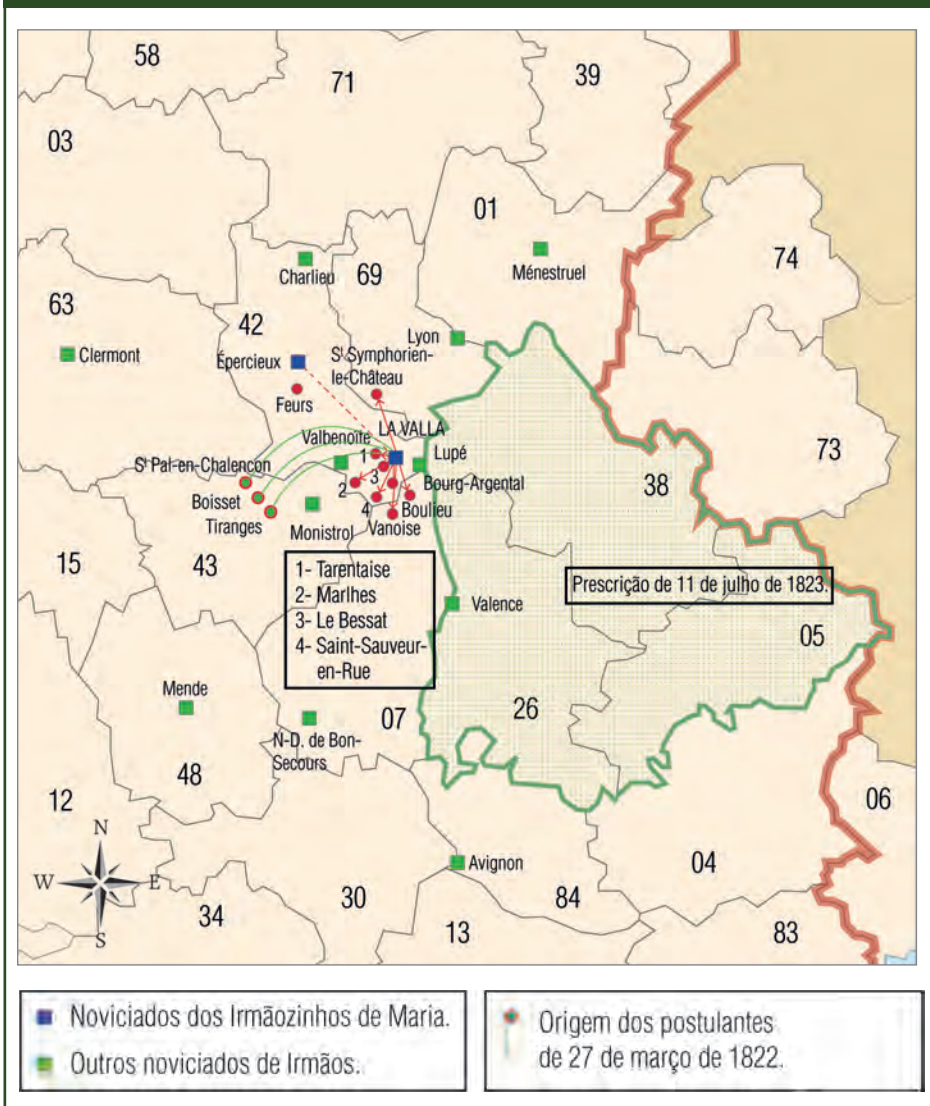 58
71
39
03
01
74
Charlieu
69
Ménestruel
63
42
Lyon
Clermont
Épercieux
St Symphorien-
le-Château
Feurs
73
Valbenoite
LA VALLA
1
Lupé
St Pal-en-Chalencon
3
38
2
Bourg-Argental
Boisset
4
Boulieu
Tiranges
Monistrol
Vanoise
15
43
1- Tarentaise
2- Marlhes
3- Le Bessat
4- Saint-Sauveur-
en-Rue
Prescrição de 11 de julho de 1823.
Valence
05
Mende
26
07
N-D. de Bon-
Secours
48
12
06
N
Avignon
04
W
E
30
84
34
13
83
S
Noviciados dos Irmãozinhos de Maria.
Outros noviciados de Irmãos.
Origem dos postulantes
de 27 de março de 1822.